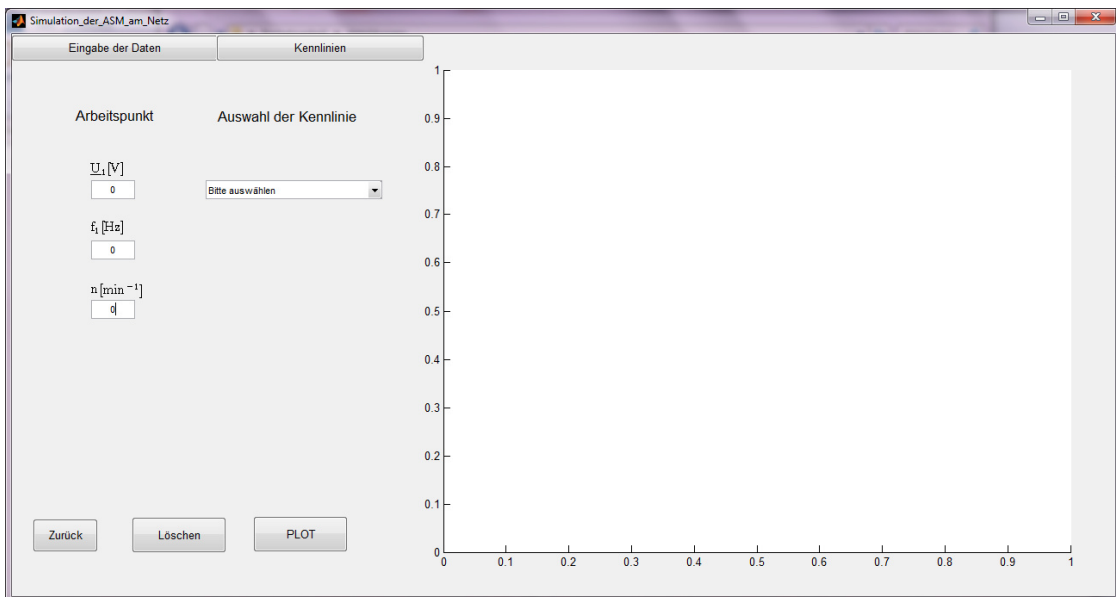 Simulation_der_ASM_am_Netz
Eingabe der Daten
Kennlinien
Arbeitspunkt
Auswahl der Kennlinie
U₁[V]
0
Bitte auswählen
f₁[Hz]
0
n[min⁻¹]
0
Zurück
Löschen
PLOT
1
0.9
0.8
0.7
0.6
0.5
0.4
0.3
0.2
0.1
0
0 0.1 0.2 0.3 0.4 0.5 0.6 0.7 0.8 0.9 1